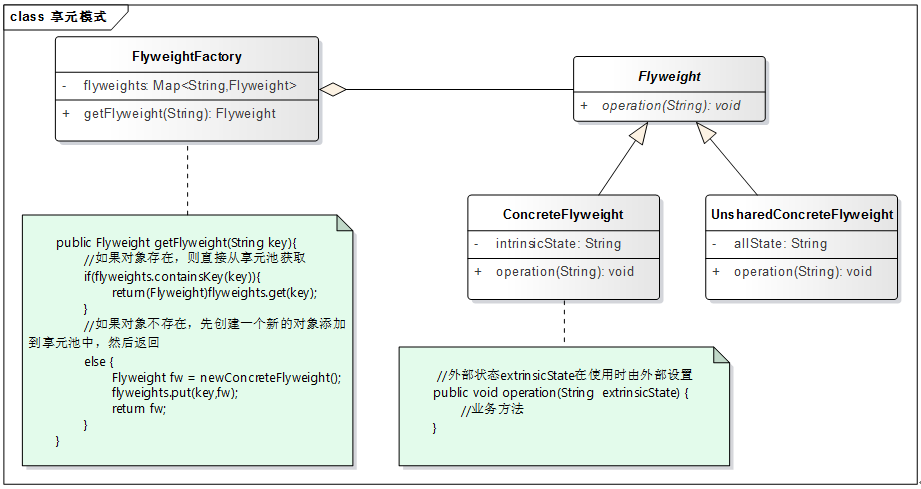 class 享元模式
FlyweightFactory
- flyweights: Map<String,Flyweight>
+ getFlyweight(String): Flyweight
Flyweight
+ operation(String): void
ConcreteFlyweight
- intrinsicState: String
+ operation(String): void
UnsharedConcreteFlyweight
- allState: String
+ operation(String): void
public Flyweight getFlyweight(String key){
//如果对象存在，则直接从享元池获取
if(flyweights.containsKey(key)){
return(Flyweight)flyweights.get(key);
}
//如果对象不存在，先创建一个新的对象添加
到享元池中，然后返回
else {
Flyweight fw = newConcreteFlyweight();
flyweights.put(key,fw);
return fw;
}
}
//外部状态extrinsicState在使用时由外部设置
public void operation(String extrinsicState) {
//业务方法
}